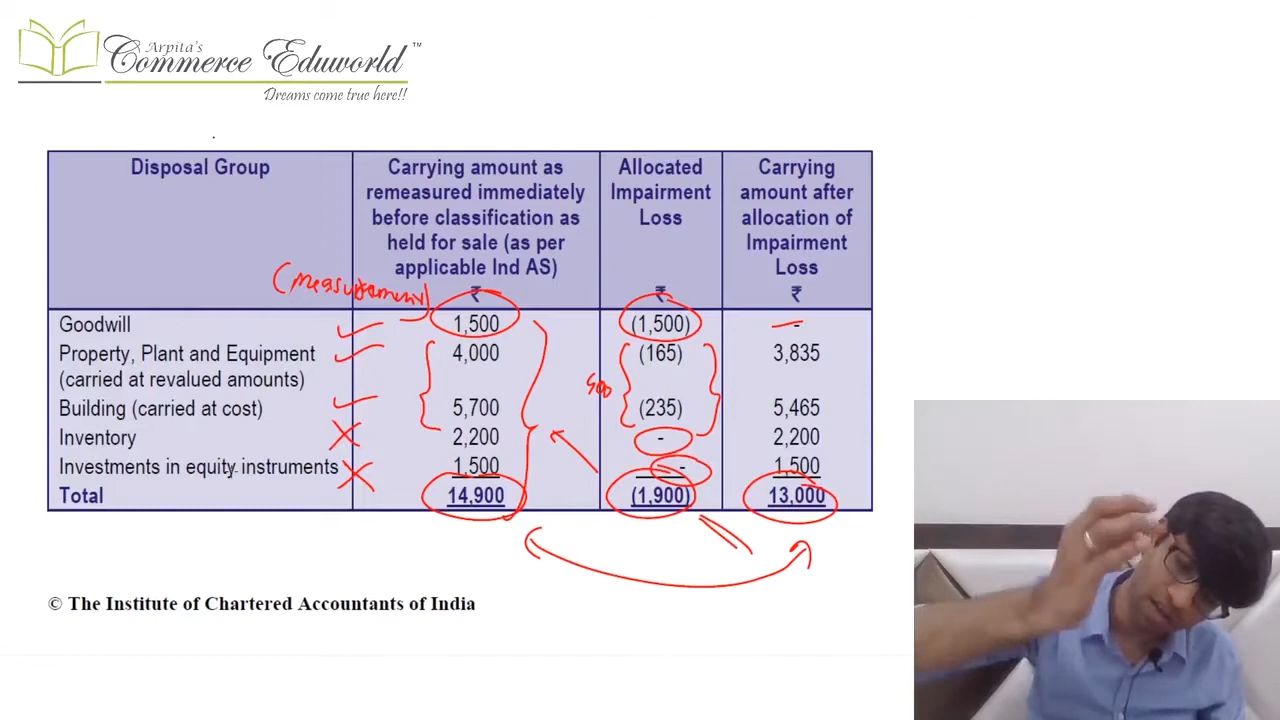 Arpita's
Commerce Eduworld™
Dreams come true here!!
Disposal Group
Carrying amount as remeasured immediately before classification as held for sale (as per applicable Ind AS) ₹
Allocated Impairment Loss ₹
Carrying amount after allocation of Impairment Loss ₹
(measurement)
Goodwill 1,500 (1,500) -
Property, Plant and Equipment 4,000 (165) 3,835
(carried at revalued amounts)
400
Building (carried at cost) 5,700 (235) 5,465
Inventory 2,200 - 2,200
Investments in equity instruments 1,500 - 1,500
Total 14,900 (1,900) 13,000
© The Institute of Chartered Accountants of India